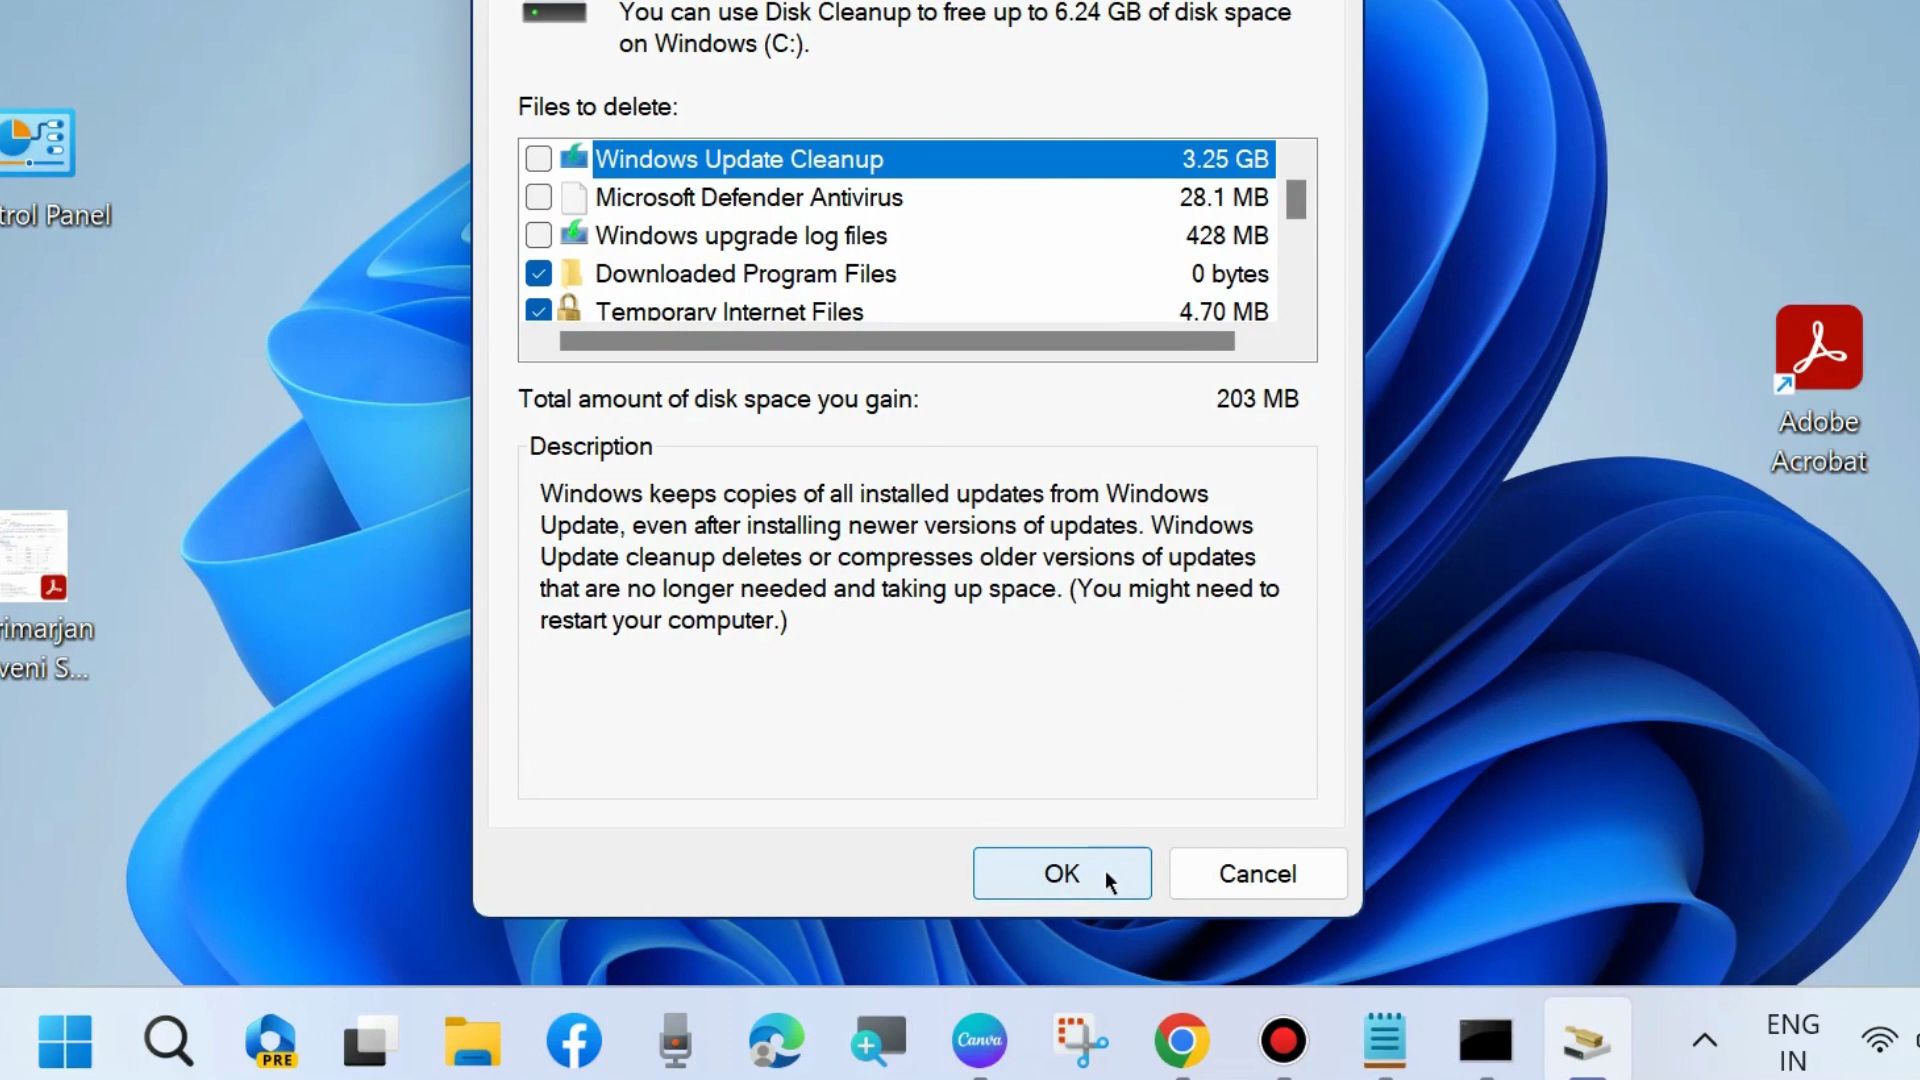 You can use Disk Cleanup to free up to 6.24 GB of disk space
on Windows (C:).
Files to delete:
Windows Update Cleanup 3.25 GB
Microsoft Defender Antivirus 28.1 MB
Windows upgrade log files 428 MB
Downloaded Program Files 0 bytes
Temporary Internet Files 4.70 MB
Total amount of disk space you gain: 203 MB
Description
Windows keeps copies of all installed updates from Windows
Update, even after installing newer versions of updates. Windows
Update cleanup deletes or compresses older versions of updates
that are no longer needed and taking up space. (You might need to
restart your computer.)
OK Cancel
trol Panel
rimarjan
veni S...
Adobe
Acrobat
PRE
Canva
ENG
IN